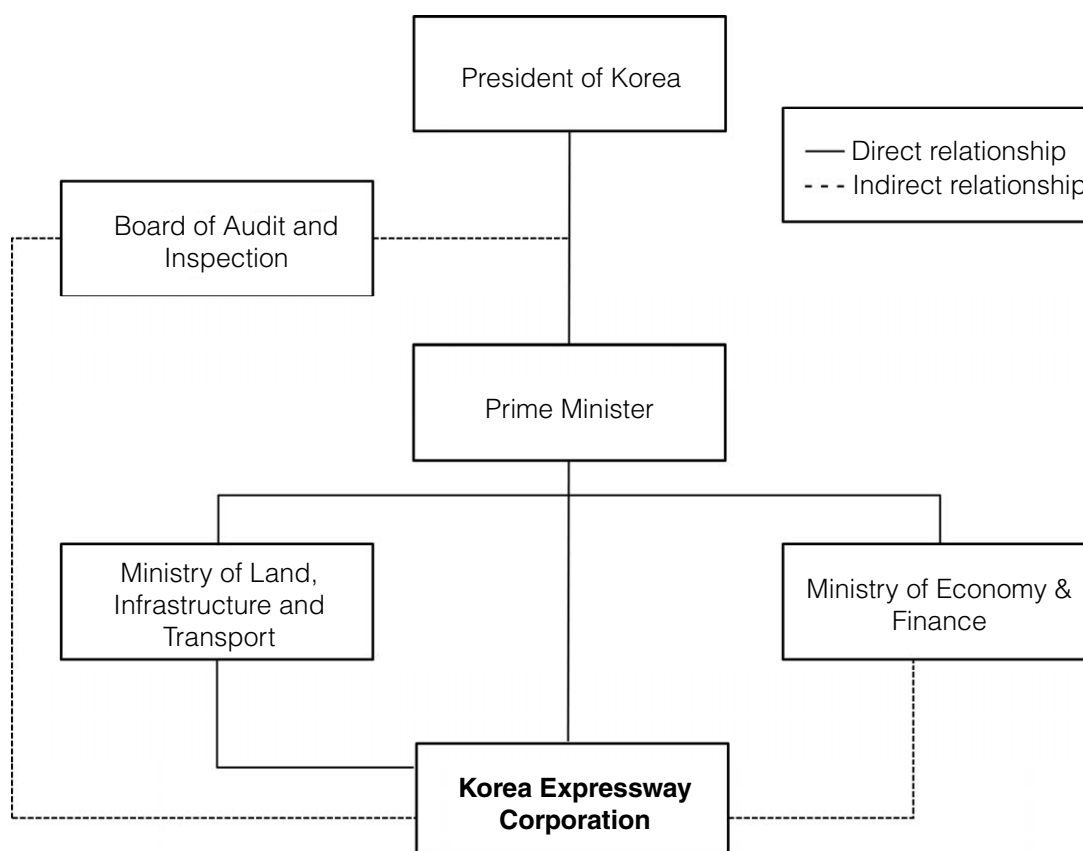 President of Korea
Direct relationship
Indirect relationship
Board of Audit and
Inspection
Prime Minister
Ministry of Land,
Infrastructure and
Transport
Ministry of Economy &
Finance
Korea Expressway
Corporation